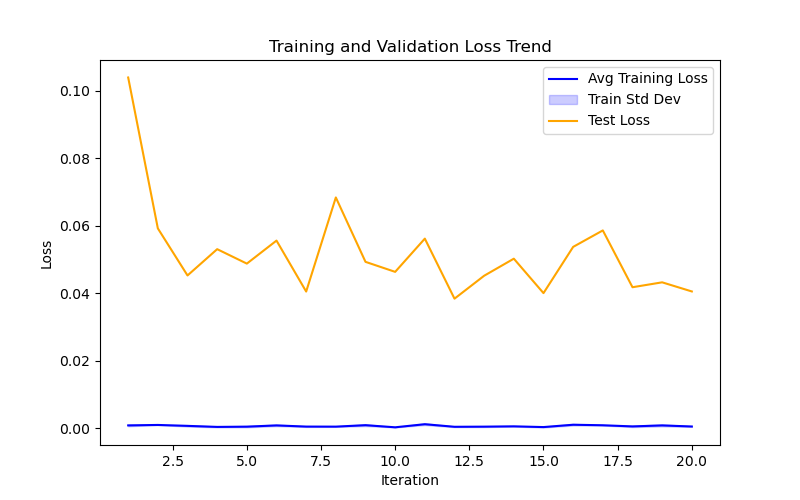 Training and Validation Loss Trend
Avg Training Loss
Train Std Dev
Test Loss
0.10
0.08
0.06
0.04
0.02
0.00
Loss
2.5
5.0
7.5
10.0
12.5
15.0
17.5
20.0
Iteration